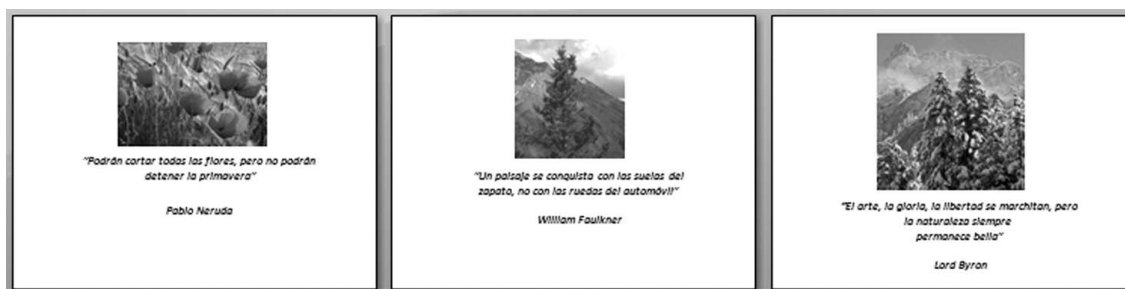 "Podrán cortar todas las flores, pero no podrán
detener la primavera"
Pablo Neruda
"Un paisaje se conquista con las suelas del
zapato, no con las ruedas del automóvil"
William Faulkner
"El arte, la gloria, la libertad se marchitan, pero
la naturaleza siempre
permanece bella"
Lord Byron